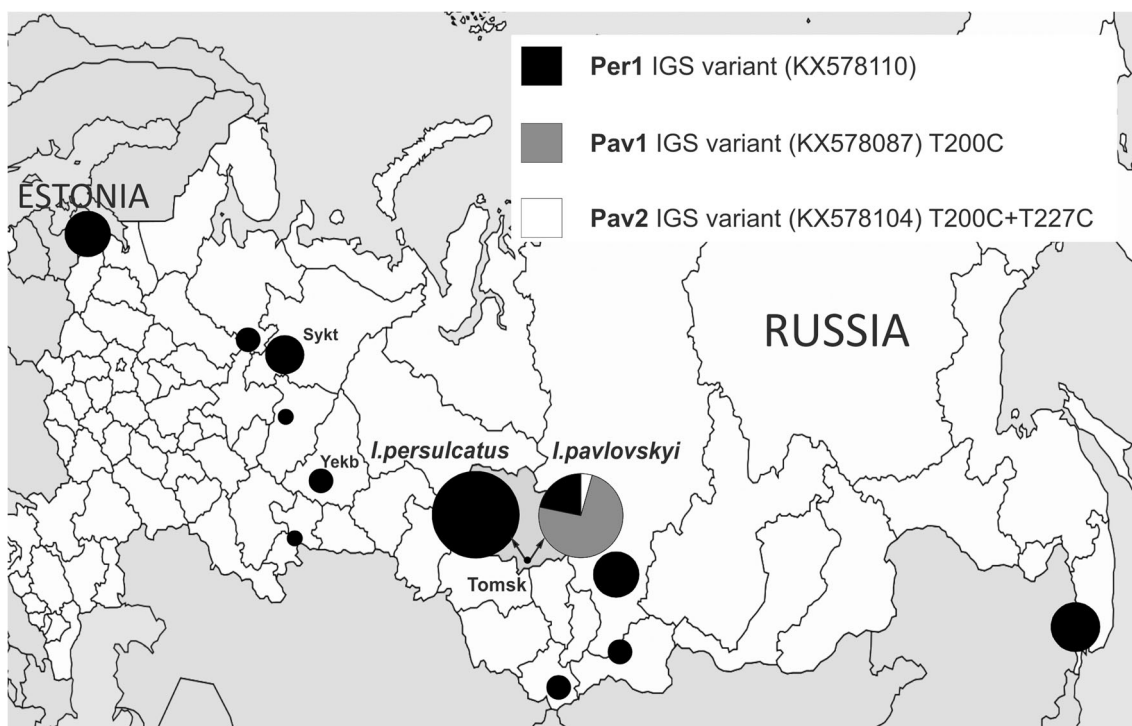 Per1 IGS variant (KX578110)
Pav1 IGS variant (KX578087) T200C
Pav2 IGS variant (KX578104) T200C+T227C
ESTONIA
RUSSIA
Sykt
I.persulcatus
I.pavlovskyi
Yekb
Tomsk